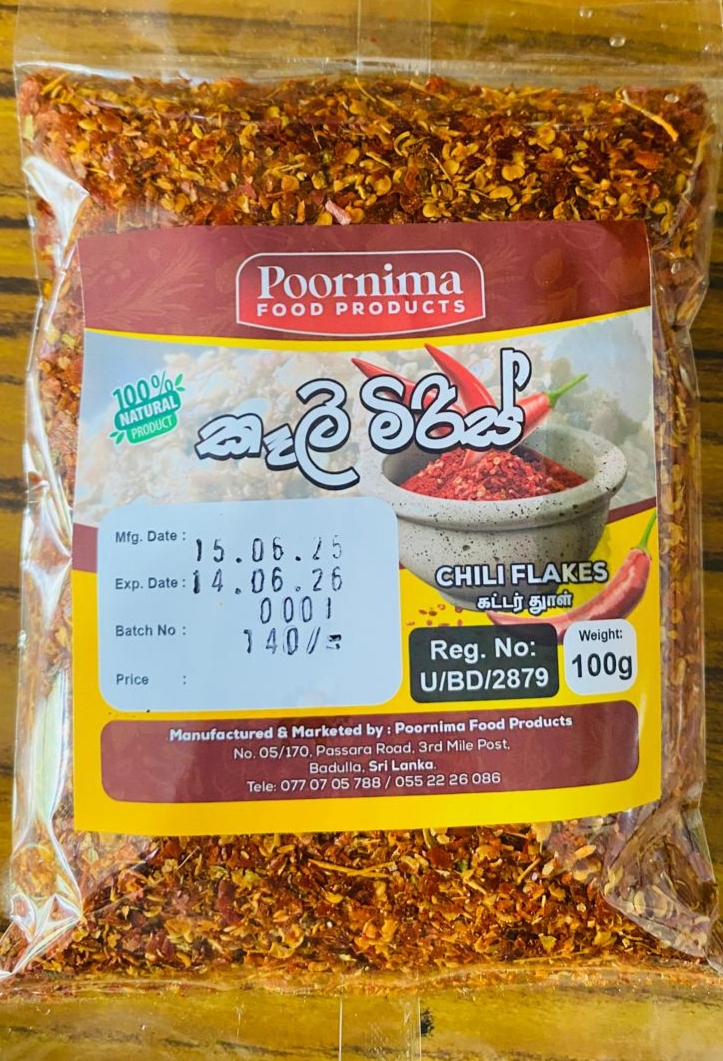 Poornima
FOOD PRODUCTS
100%
NATURAL
PRODUCT
කෑලි මිරිස්
Mfg. Date : 15.06.25
Exp. Date : 14.06.26
0001
Batch No :
140/=
Price :
CHILI FLAKES
கட்டர் தூள்
Reg. No:
U/BD/2879
Weight:
100g
Manufactured & Marketed by : Poornima Food Products
No. 05/170, Passara Road, 3rd Mile Post,
Badulla, Sri Lanka.
Tele: 077 07 05 788 / 055 22 26 086